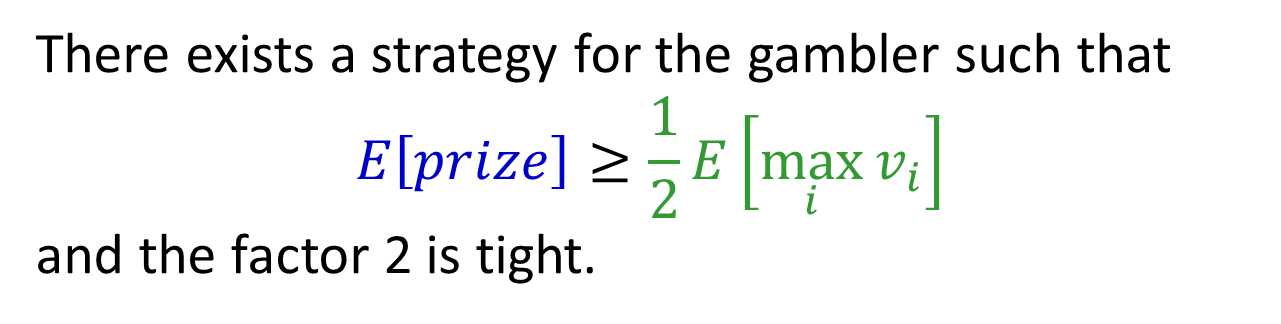 There exists a strategy for the gambler such that
E[prize] ≥ 1/2 E [max_i v_i]
and the factor 2 is tight.